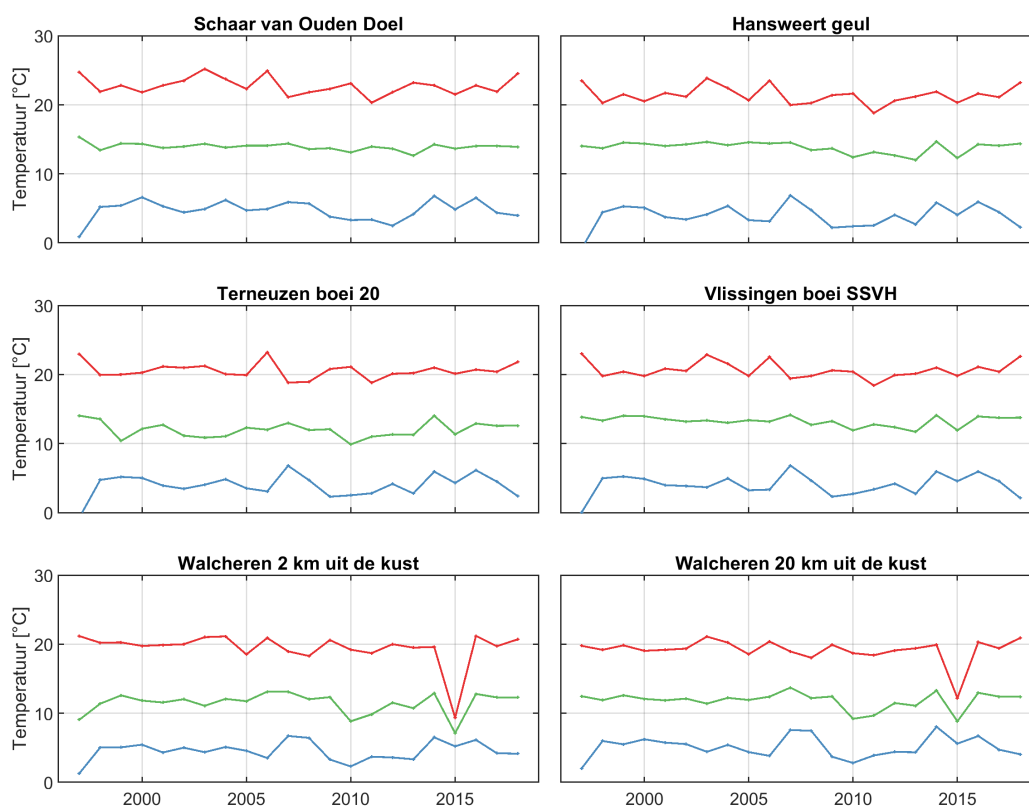 Schaar van Ouden Doel
Hansweert geul
30
20
10
0
Temperatuur [°C]
Terneuzen boei 20
Vlissingen boei SSVH
30
20
10
0
Temperatuur [°C]
Walcheren 2 km uit de kust
Walcheren 20 km uit de kust
30
20
10
0
Temperatuur [°C]
2000 2005 2010 2015
2000 2005 2010 2015